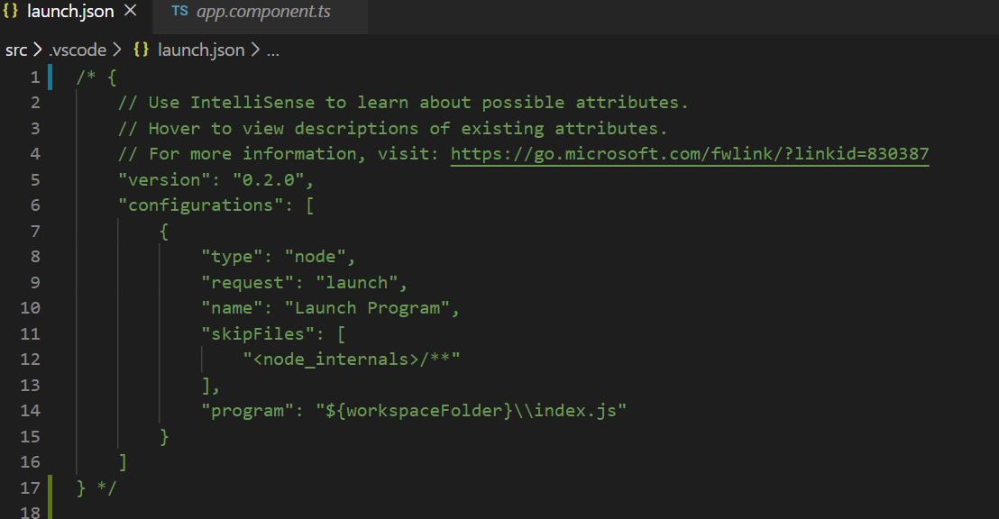 {} launch.json ×
TS app.component.ts
src > .vscode > {} launch.json > ...
1 /* {
2 // Use IntelliSense to learn about possible attributes.
3 // Hover to view descriptions of existing attributes.
4 // For more information, visit: https://go.microsoft.com/fwlink/?linkid=830387
5 "version": "0.2.0",
6 "configurations": [
7 {
8 "type": "node",
9 "request": "launch",
10 "name": "Launch Program",
11 "skipFiles": [
12 "<node_internals>/**"
13 ],
14 "program": "${workspaceFolder}\\index.js"
15 }
16 ]
17 } */
18